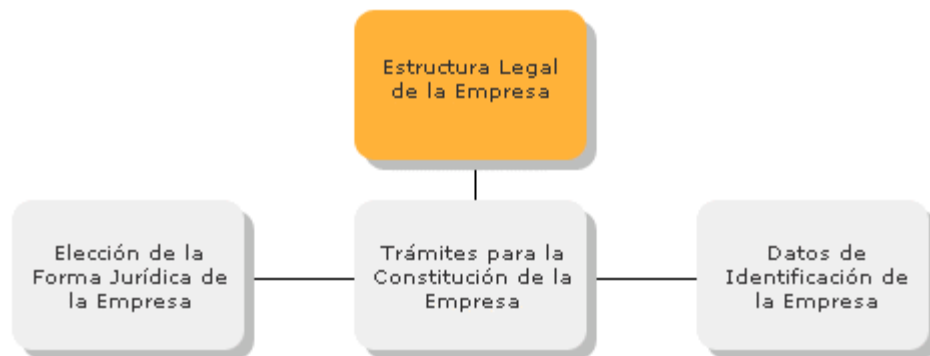 Estructura Legal
de la Empresa
Elección de la
Forma Jurídica de
la Empresa
Trámites para la
Constitución de la
Empresa
Datos de
Identificación de
la Empresa